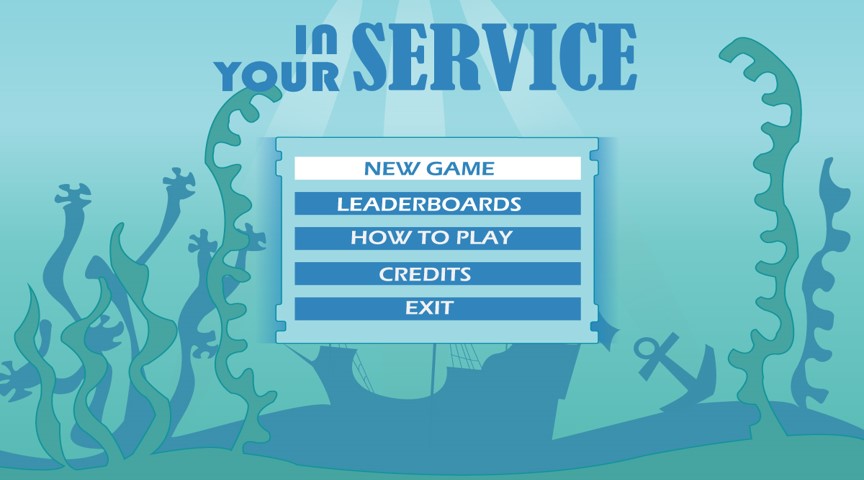 IN
YOUR SERVICE
NEW GAME
LEADERBOARDS
HOW TO PLAY
CREDITS
EXIT